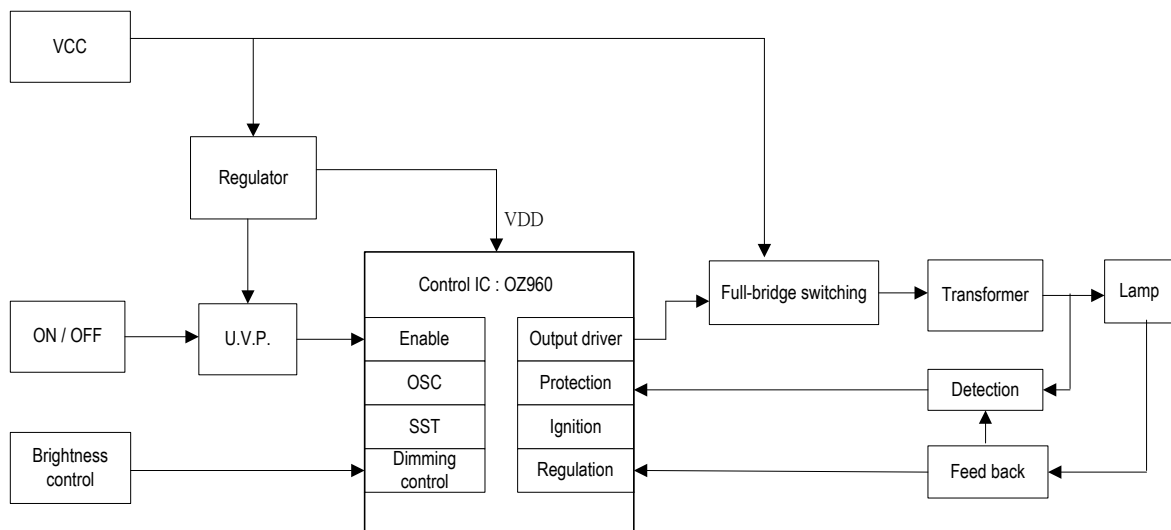 VCC
Regulator
VDD
Control IC : OZ960
Full-bridge switching
Transformer
Lamp
ON / OFF
U.V.P.
Enable
Output driver
OSC
Protection
Detection
SST
Ignition
Brightness
control
Dimming
control
Regulation
Feed back